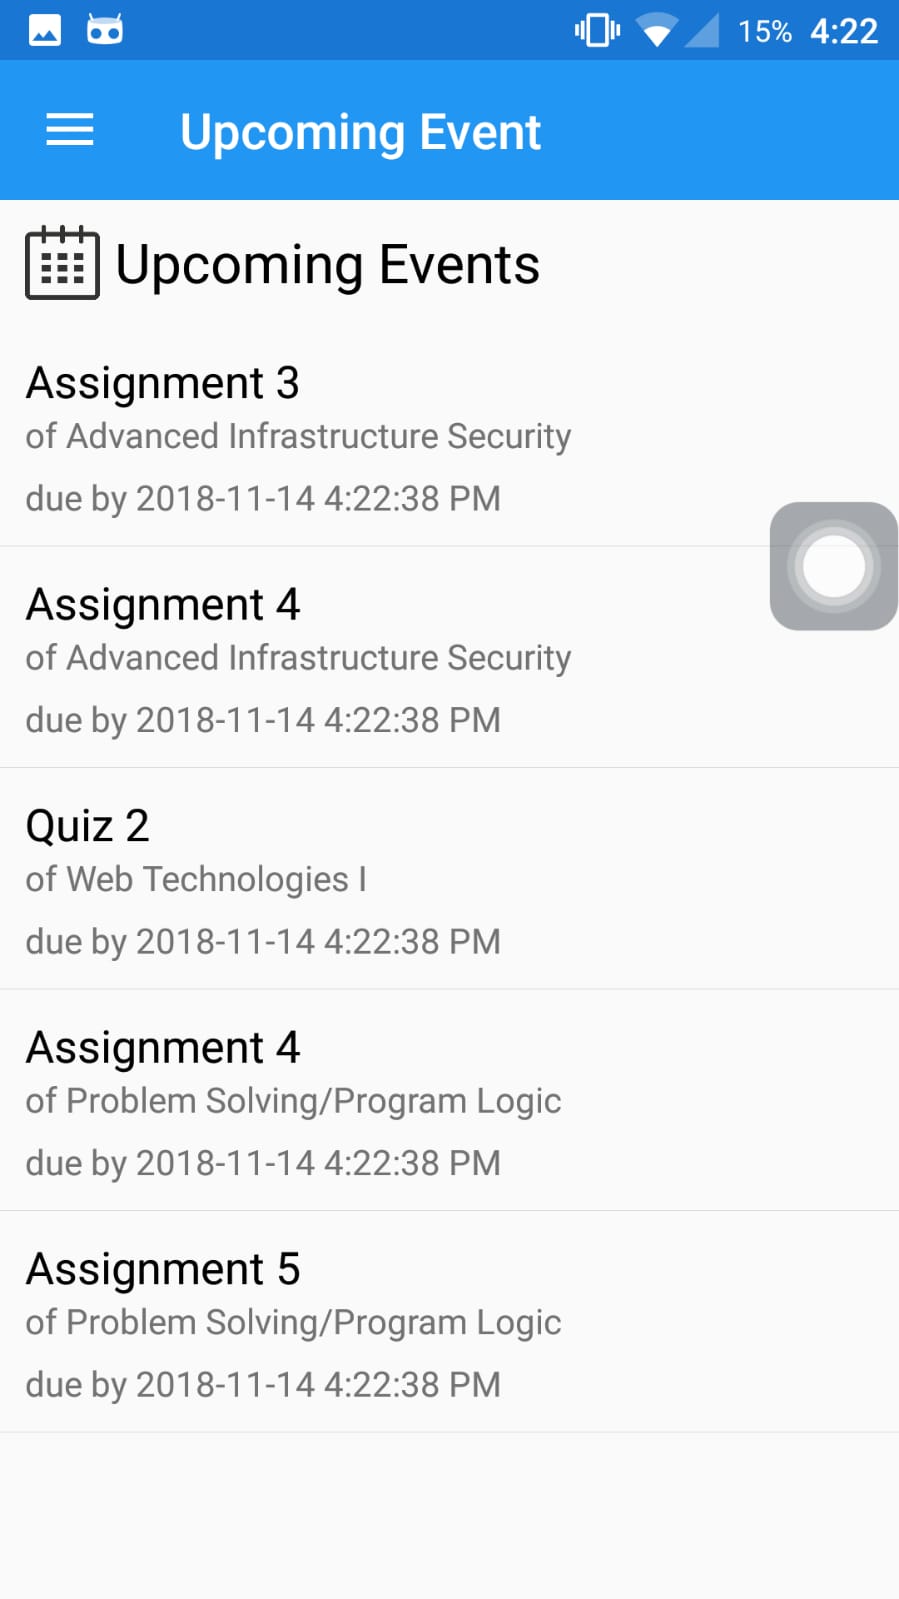 15% 4:22
Upcoming Event
Upcoming Events
Assignment 3
of Advanced Infrastructure Security
due by 2018-11-14 4:22:38 PM
Assignment 4
of Advanced Infrastructure Security
due by 2018-11-14 4:22:38 PM
Quiz 2
of Web Technologies I
due by 2018-11-14 4:22:38 PM
Assignment 4
of Problem Solving/Program Logic
due by 2018-11-14 4:22:38 PM
Assignment 5
of Problem Solving/Program Logic
due by 2018-11-14 4:22:38 PM